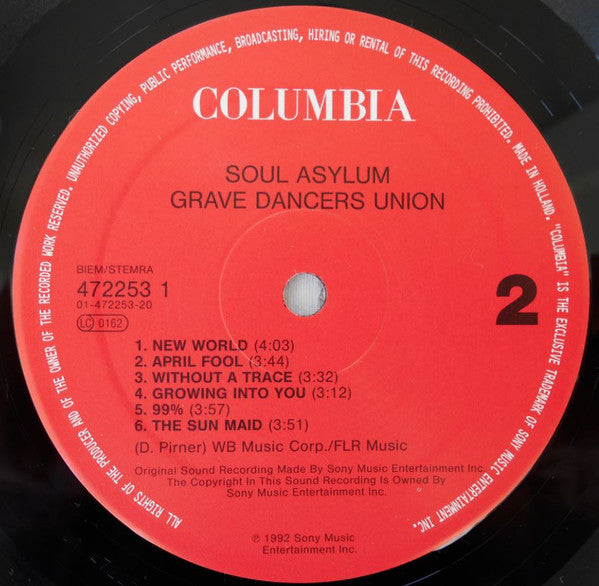 ALL RIGHTS OF THE PRODUCER AND OF THE OWNER OF THE RECORDED WORK RESERVED. UNAUTHORIZED COPYING, PUBLIC PERFORMANCE, BROADCASTING, HIRING OR RENTAL OF THIS RECORDING PROHIBITED. MADE IN HOLLAND. "COLUMBIA" IS THE EXCLUSIVE TRADEMARK OF SONY MUSIC ENTERTAINMENT INC.
COLUMBIA
SOUL ASYLUM
GRAVE DANCERS UNION
BIEM/STEMRA
472253 1
01-472253-20
LC 0162
2
1. NEW WORLD (4:03)
2. APRIL FOOL (3:44)
3. WITHOUT A TRACE (3:32)
4. GROWING INTO YOU (3:12)
5. 99% (3:57)
6. THE SUN MAID (3:51)
(D. Pirner) WB Music Corp./FLR Music
Original Sound Recording Made By Sony Music Entertainment Inc.
The Copyright In This Sound Recording Is Owned By
Sony Music Entertainment Inc.
℗ 1992 Sony Music
Entertainment Inc.